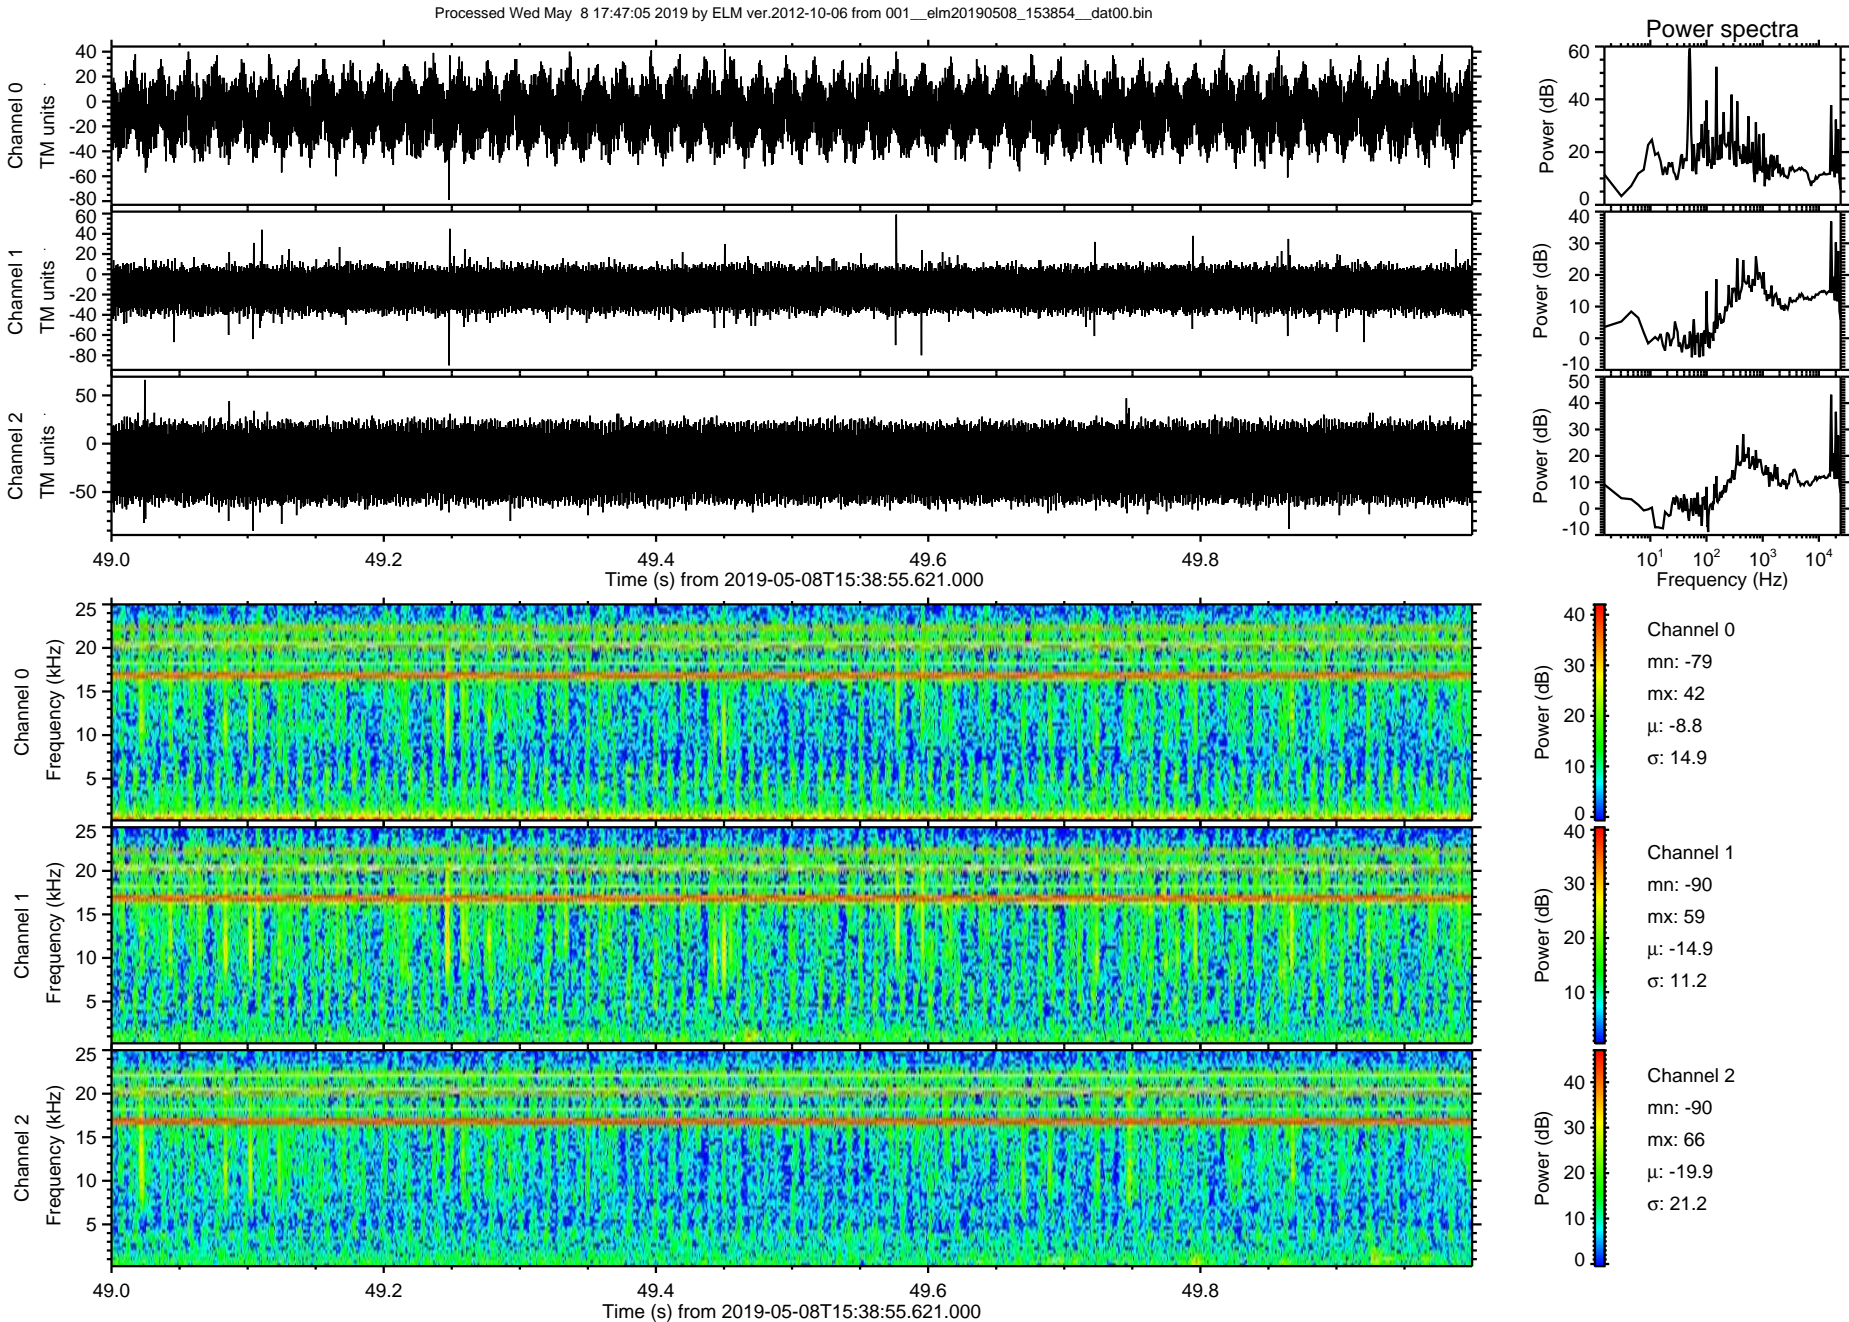 Processed Wed May 8 17:47:05 2019 by ELM ver.2012-10-06 from 001__elm20190508_153854__dat00.bin
Power spectra
Channel 0
TM units
40
20
0
-20
-40
-60
-80
Power (dB)
60
40
20
0
Channel 1
TM units
60
40
20
0
-20
-40
-60
-80
Power (dB)
40
30
20
10
0
-10
Channel 2
TM units
50
0
-50
Power (dB)
50
40
30
20
10
0
-10
49.0 49.2 49.4 49.6 49.8
Time (s) from 2019-05-08T15:38:55.621.000
10¹ 10² 10³ 10⁴
Frequency (Hz)
Channel 0
Frequency (kHz)
25
20
15
10
5
Power (dB)
40
30
20
10
0
Channel 0
mn: -79
mx: 42
μ: -8.8
σ: 14.9
Channel 1
Frequency (kHz)
25
20
15
10
5
Power (dB)
40
30
20
10
Channel 1
mn: -90
mx: 59
μ: -14.9
σ: 11.2
Channel 2
Frequency (kHz)
25
20
15
10
5
Power (dB)
40
30
20
10
0
Channel 2
mn: -90
mx: 66
μ: -19.9
σ: 21.2
49.0 49.2 49.4 49.6 49.8
Time (s) from 2019-05-08T15:38:55.621.000